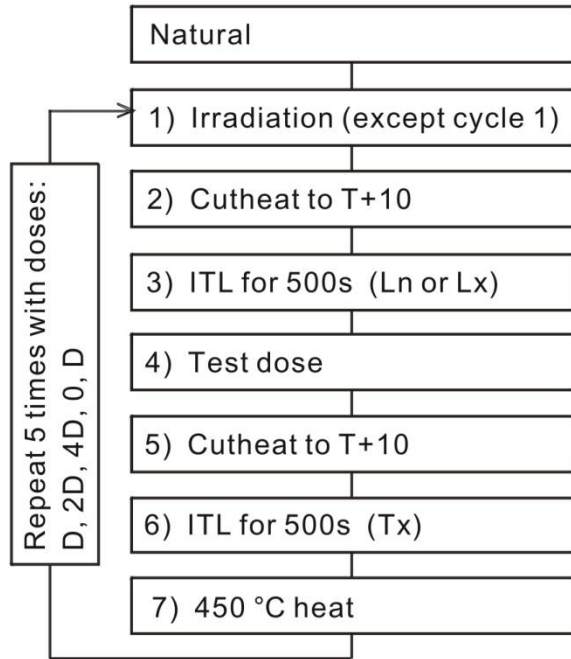 Natural
1) Irradiation (except cycle 1)
2) Cutheat to T+10
3) ITL for 500s (Ln or Lx)
4) Test dose
5) Cutheat to T+10
6) ITL for 500s (Tx)
7) 450 °C heat
Repeat 5 times with doses:
D, 2D, 4D, 0, D